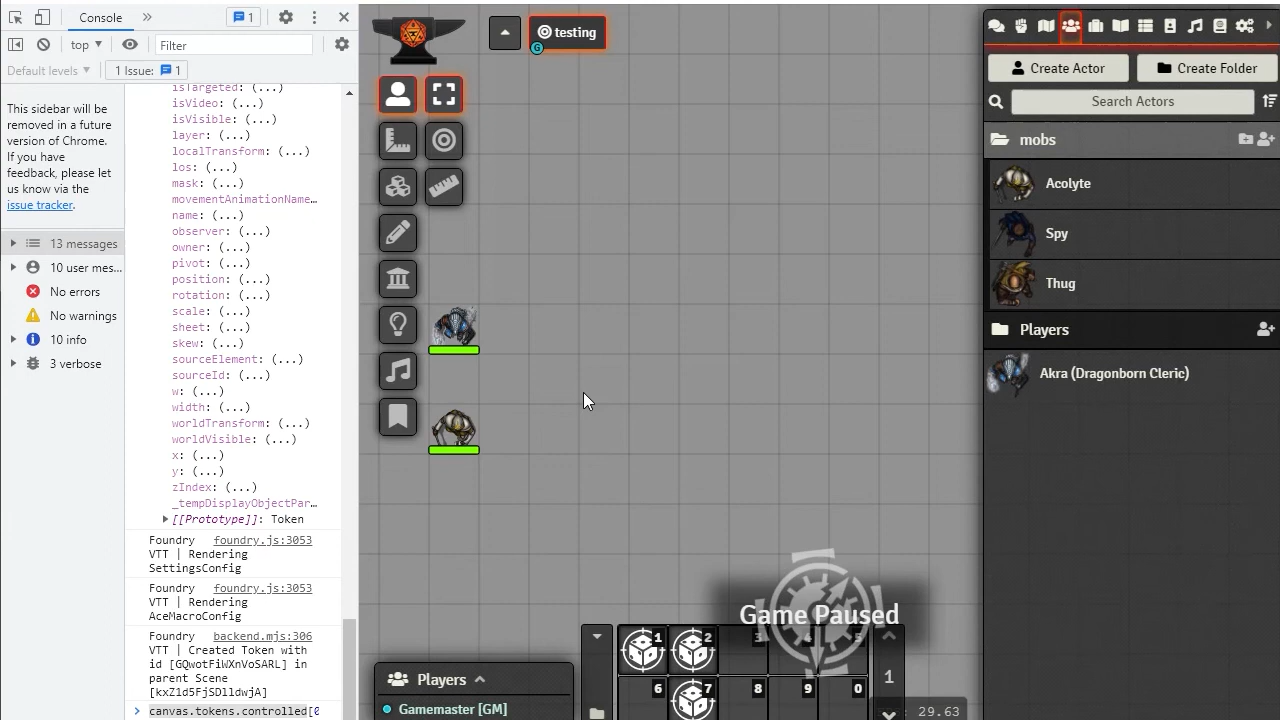 Console
1
top
Filter
Default levels
1 Issue:
1
This sidebar will
be removed in a future
version of Chrome.
If you have
feedback, please let
us know via the
issue tracker.
13 messages
10 user mes...
No errors
No warnings
10 info
3 verbose
isTargeted: (...)
isVideo: (...)
isVisible: (...)
layer: (...)
localTransform: (...)
los: (...)
mask: (...)
movementAnimationName…
name: (...)
observer: (...)
owner: (...)
pivot: (...)
position: (...)
rotation: (...)
scale: (...)
sheet: (...)
skew: (...)
sourceElement: (...)
sourceId: (...)
w: (...)
width: (...)
worldTransform: (...)
worldVisible: (...)
x: (...)
y: (...)
zIndex: (...)
_tempDisplayObjectPar…
[[Prototype]]: Token
Foundry foundry.js:3053
VTT | Rendering
SettingsConfig
Foundry foundry.js:3053
VTT | Rendering
AceMacroConfig
Foundry backend.mjs:306
VTT | Created Token with
id [GQwotFiWXnVoSARL] in
parent Scene
[kxZ1d5FjSDlldwjA]
canvas.tokens.controlled[0
testing
G
Game Paused
1 2 3 4 5
6 7 8 9 0
1
29.63
Players
Gamemaster [GM]
Create Actor
Create Folder
Search Actors
mobs
Acolyte
Spy
Thug
Players
Akra (Dragonborn Cleric)